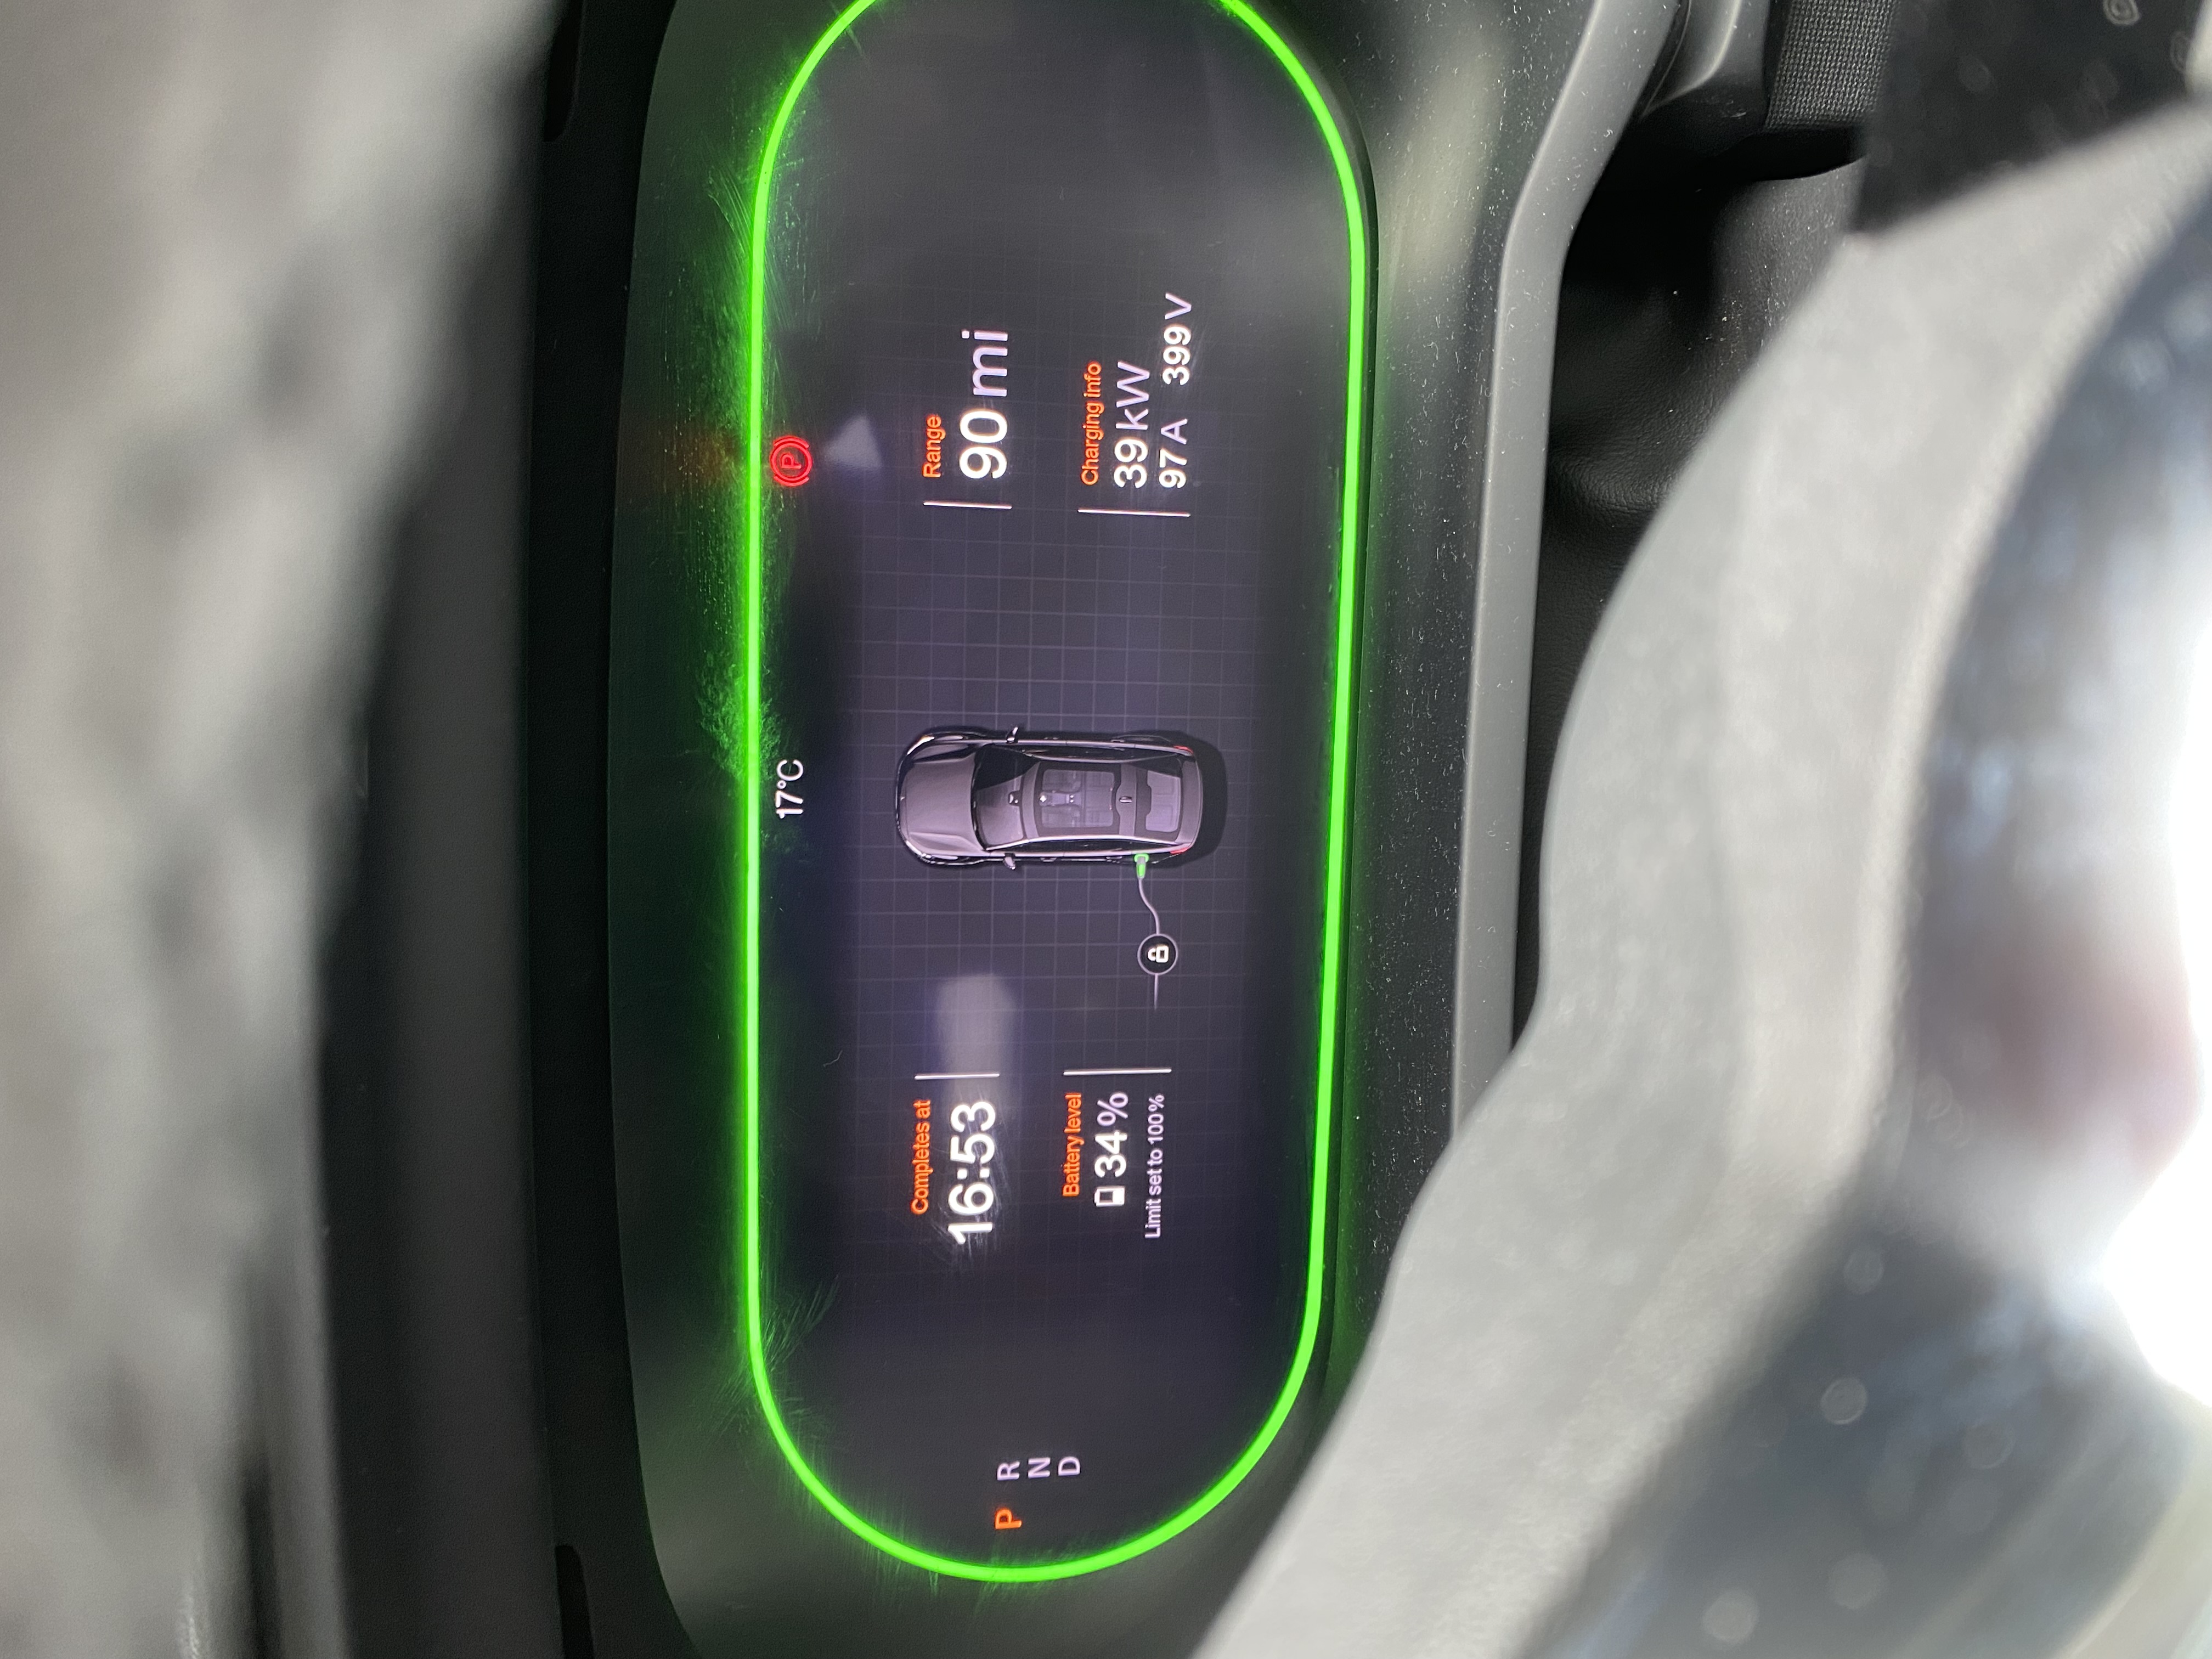 17°C
P
P
R
N
D
Completes at
16:53
Battery level
34%
Limit set to 100%
Range
90 mi
Charging info
39 kW
97 A 399 V